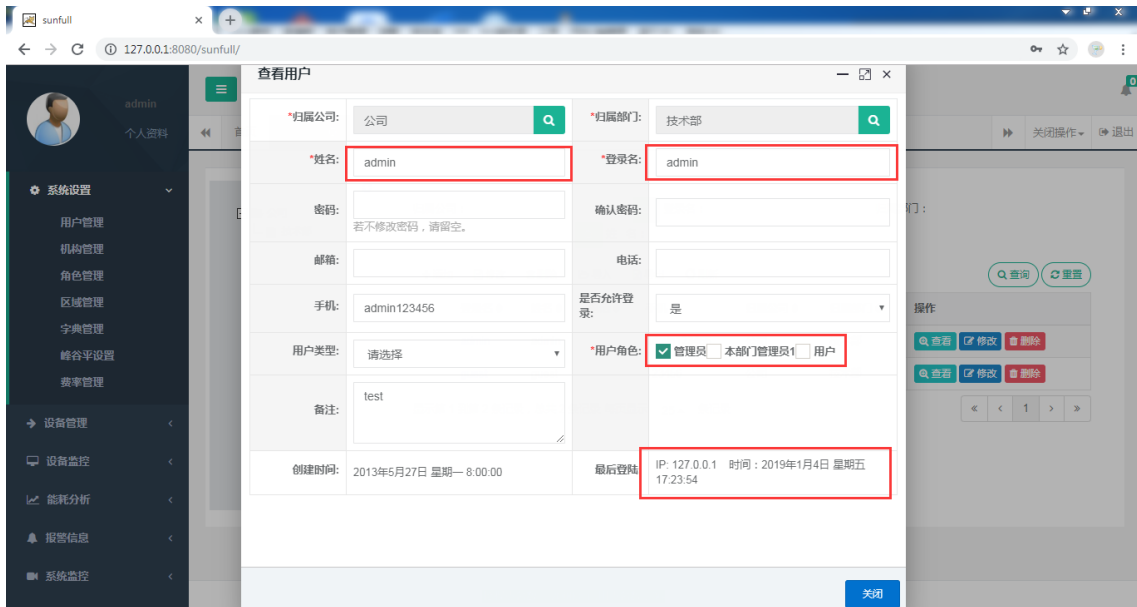 sunfull
127.0.0.1:8080/sunfull/
admin
个人资料
系统设置
用户管理
机构管理
角色管理
区域管理
字典管理
峰谷平设置
费率管理
设备管理
设备监控
能耗分析
报警信息
系统监控
0
关闭操作
退出
查看用户
*归属公司: 公司 *归属部门: 技术部
*姓名: admin *登录名: admin
密码: 确认密码:
若不修改密码，请留空。
邮箱: 电话:
手机: admin123456 是否允许登
录: 是
用户类型: 请选择 *用户角色: 管理员 本部门管理员1 用户
备注: test
创建时间: 2013年5月27日 星期一 8:00:00 最后登陆 IP: 127.0.0.1 时间：2019年1月4日 星期五
17:23:54
关闭
门：
查询 重置
操作
查看 修改 删除
查看 修改 删除
« < 1 > »